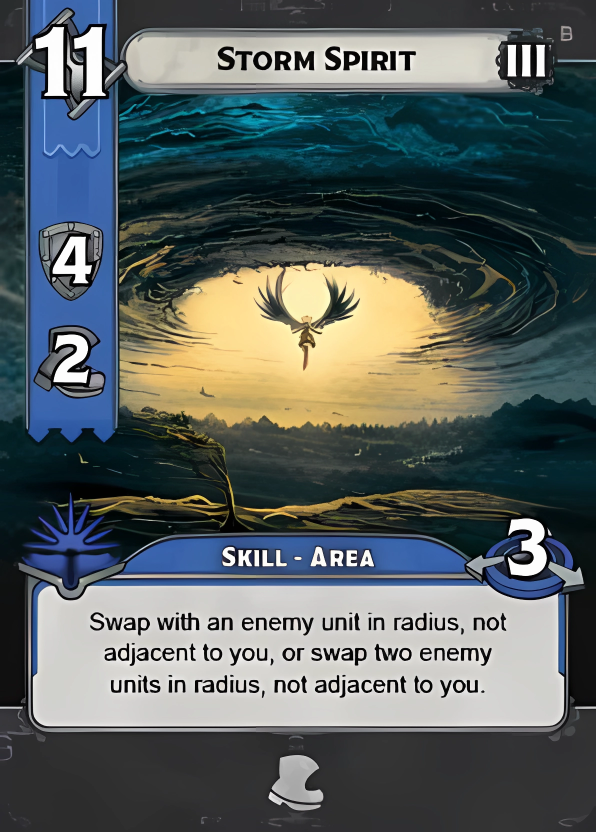 11
STORM SPIRIT
III
B
4
2
SKILL - AREA
3
Swap with an enemy unit in radius, not
adjacent to you, or swap two enemy
units in radius, not adjacent to you.